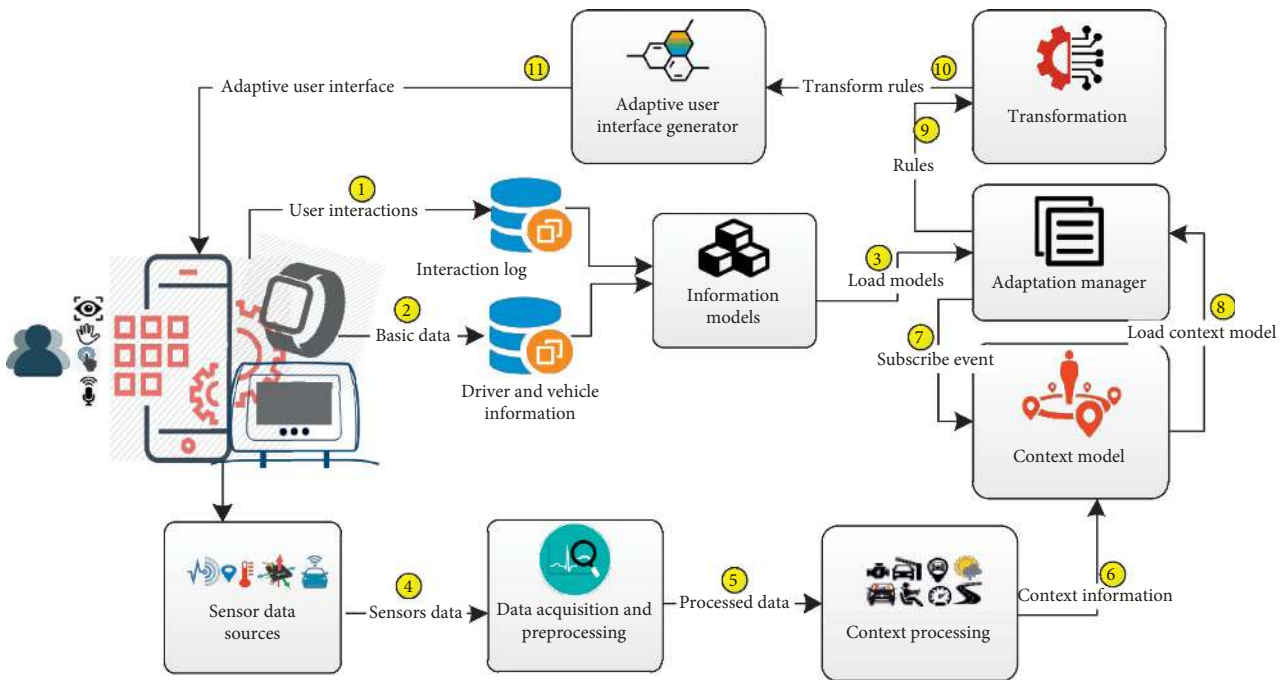 11
10
Adaptive user interface
Adaptive user
interface generator
Transform rules
Transformation
9
Rules
1
User interactions
Interaction log
2
Basic data
Driver and vehicle
information
Information
models
3
Load models
Adaptation manager
7
Subscribe event
8
Load context model
Context model
Sensor data
sources
4
Sensors data
Data acquisition and
preprocessing
5
Processed data
Context processing
6
Context information